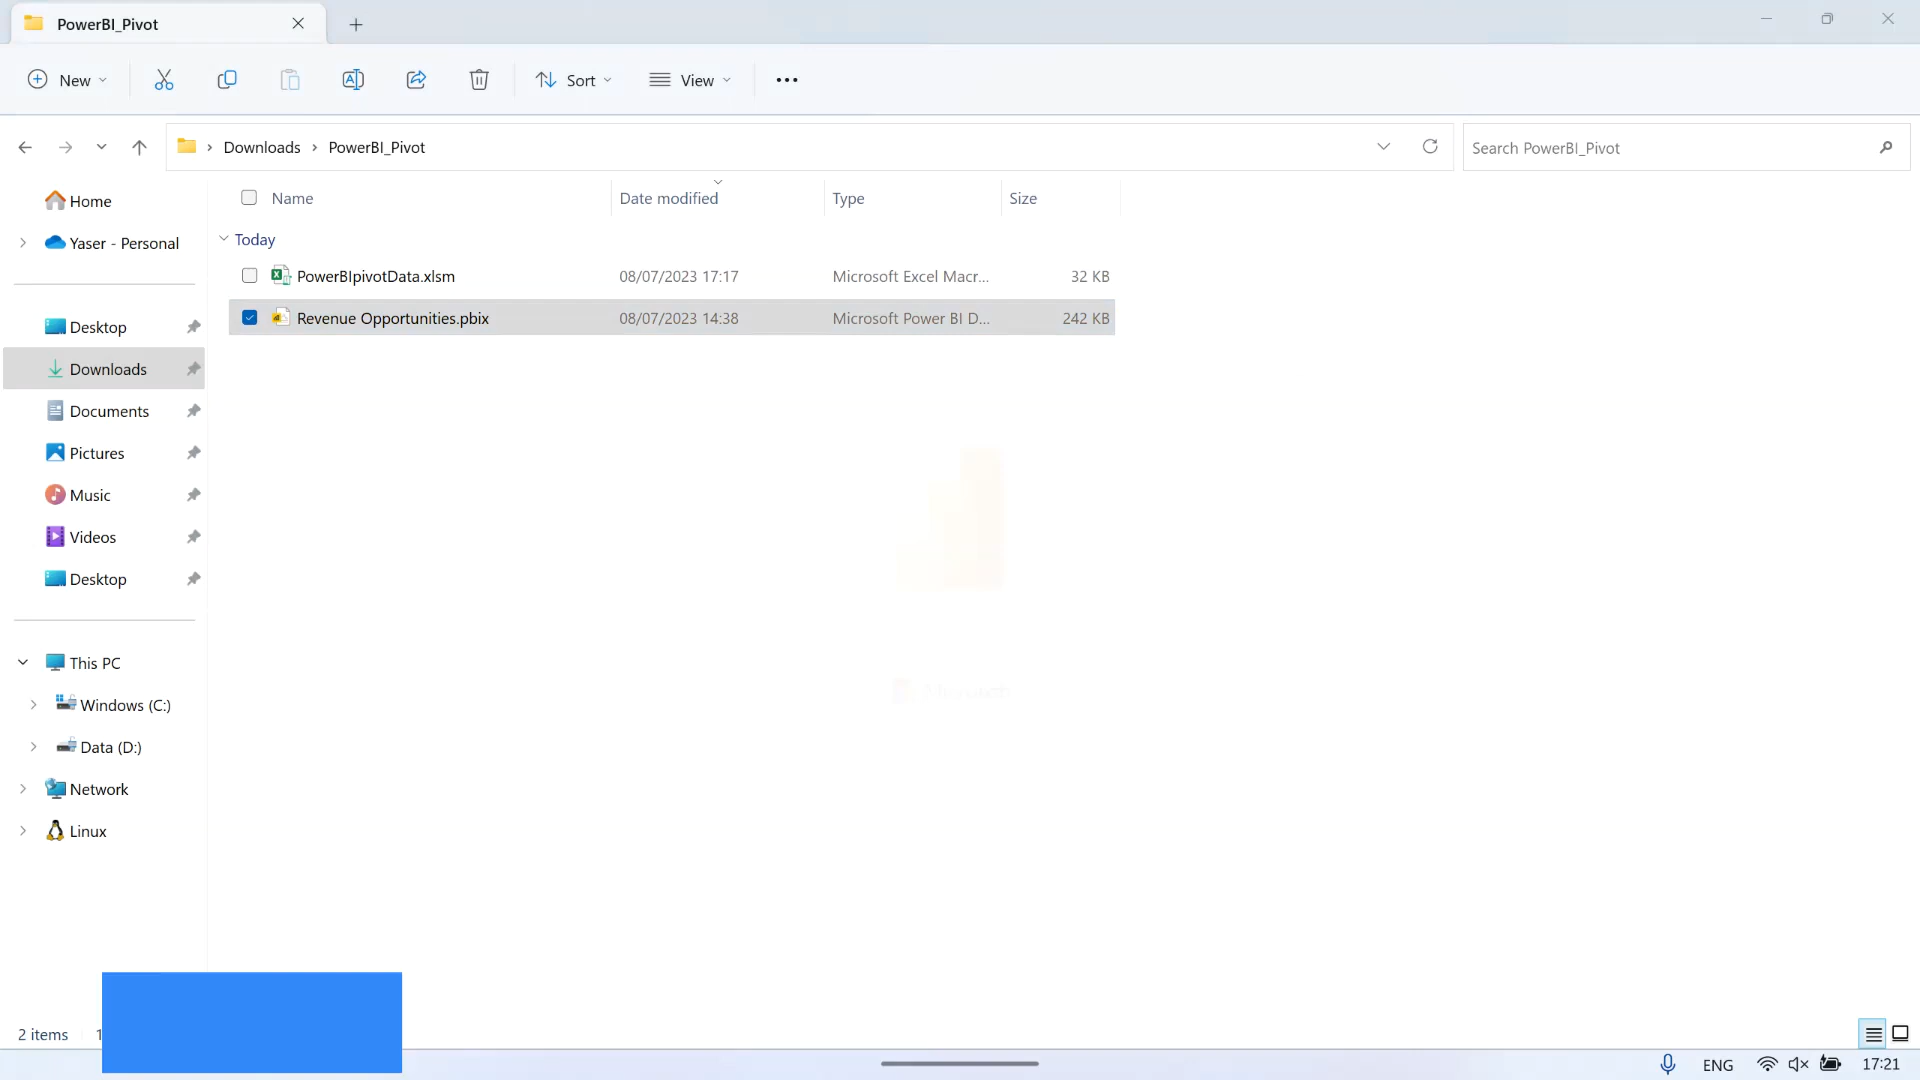 PowerBI_Pivot
New
Sort
View
Downloads
PowerBI_Pivot
Search PowerBI_Pivot
Name
Date modified
Type
Size
Today
PowerBIpivotData.xlsm
08/07/2023 17:17
Microsoft Excel Macr...
32 KB
Revenue Opportunities.pbix
08/07/2023 14:38
Microsoft Power BI D...
242 KB
Home
Yaser - Personal
Desktop
Downloads
Documents
Pictures
Music
Videos
Desktop
This PC
Windows (C:)
Data (D:)
Network
Linux
2 items
1
ENG
17:21